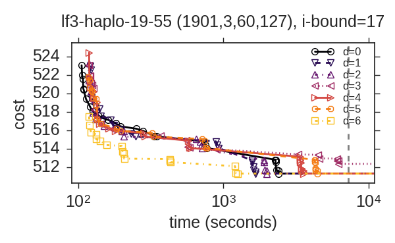 lf3-haplo-19-55 (1901,3,60,127), i-bound=17
524
522
520
518
516
514
512
cost
d=0
d=1
d=2
d=3
d=4
d=5
d=6
10² 10³ 10⁴
time (seconds)